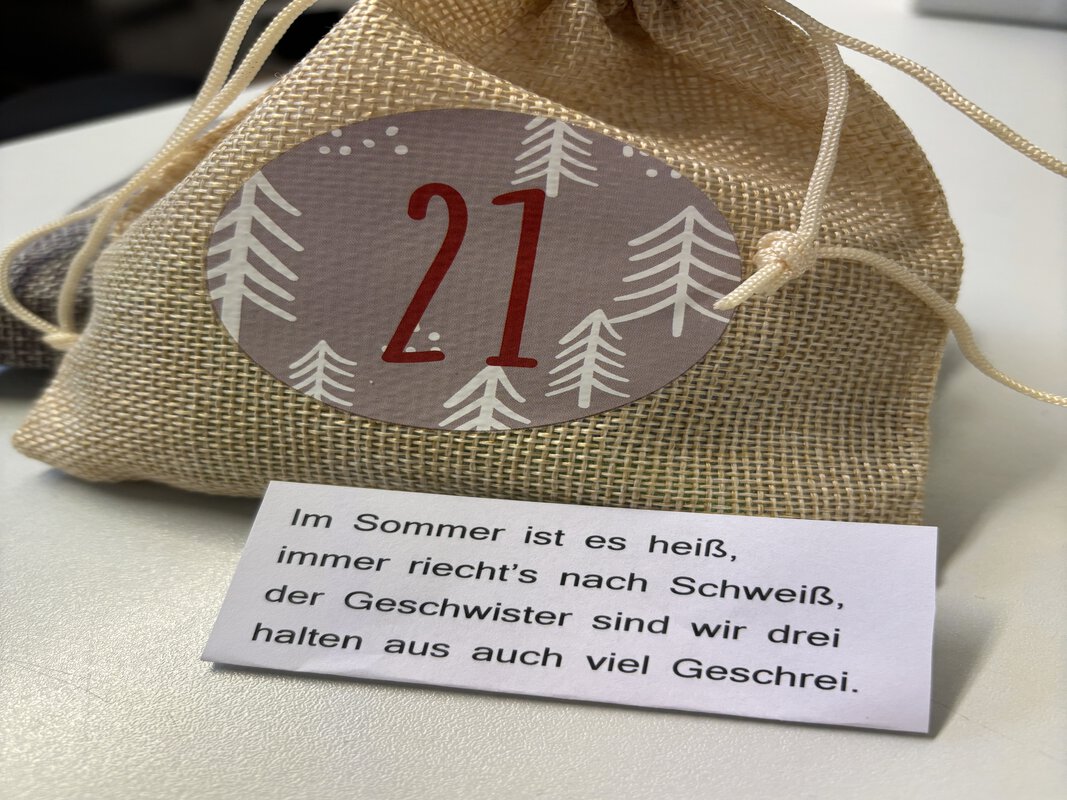 21
Im Sommer ist es heiß,
immer riecht's nach Schweiß,
der Geschwister sind wir drei
halten aus auch viel Geschrei.